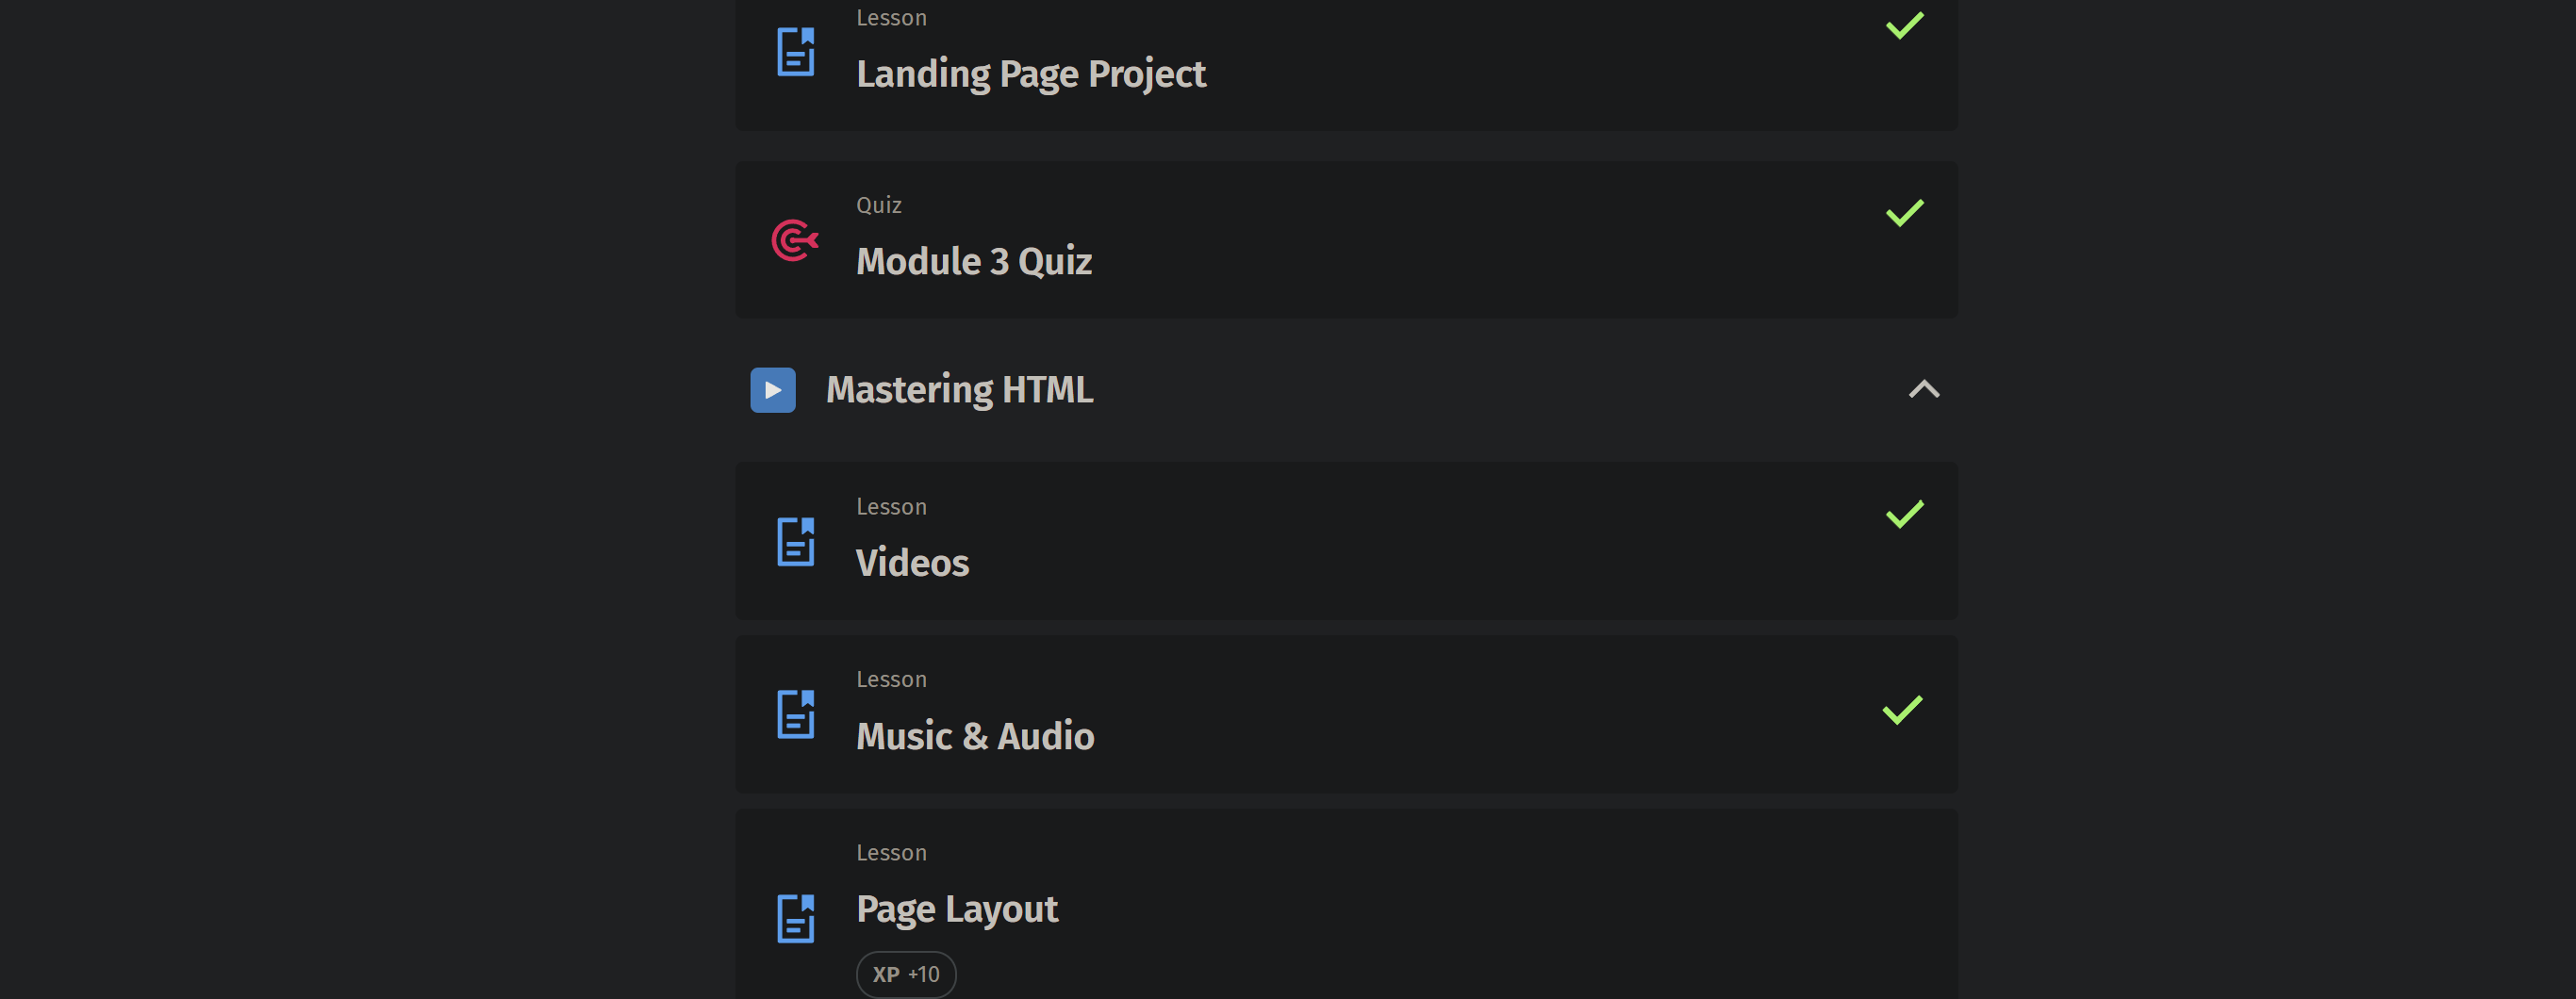 Lesson
Landing Page Project
Quiz
Module 3 Quiz
Mastering HTML
Lesson
Videos
Lesson
Music & Audio
Lesson
Page Layout
XP +10